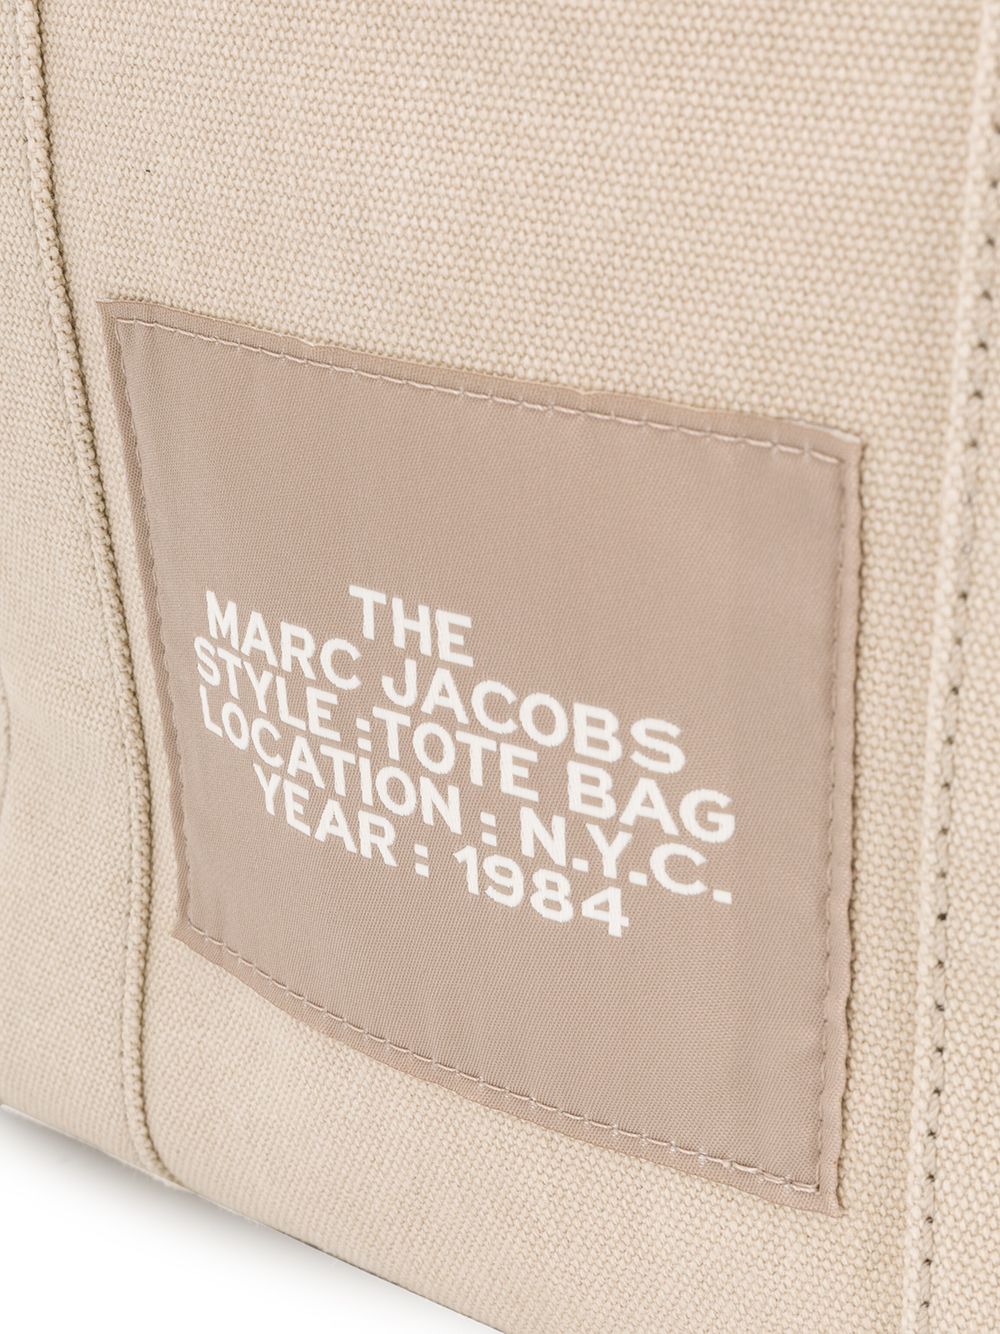 THE
MARC JACOBS
STYLE :TOTE BAG
LOCATION : N.Y.C.
YEAR : 1984